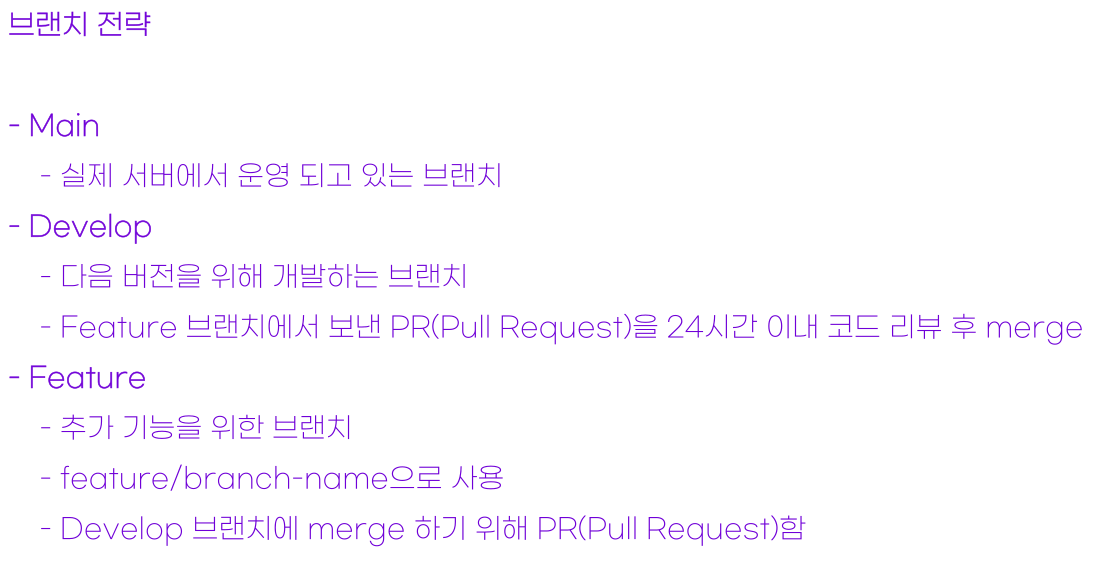 브랜치 전략
- Main
- 실제 서버에서 운영 되고 있는 브랜치
- Develop
- 다음 버전을 위해 개발하는 브랜치
- Feature 브랜치에서 보낸 PR(Pull Request)을 24시간 이내 코드 리뷰 후 merge
- Feature
- 추가 기능을 위한 브랜치
- feature/branch-name으로 사용
- Develop 브랜치에 merge 하기 위해 PR(Pull Request)함